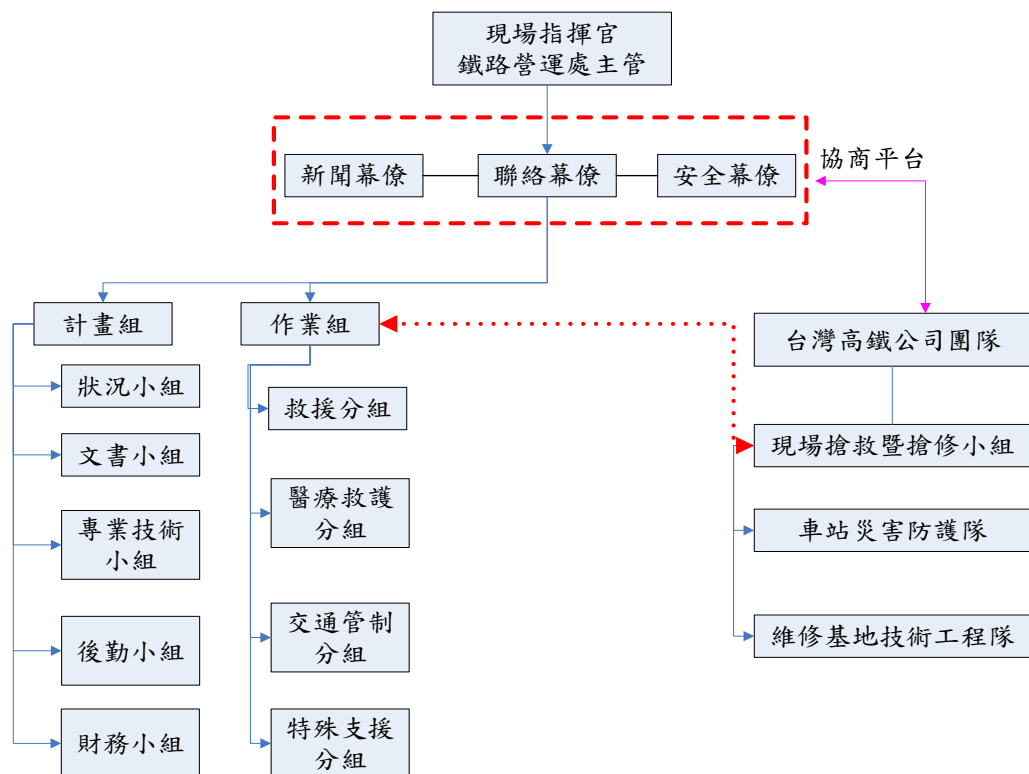 現場指揮官
鐵路營運處主管
新聞幕僚
聯絡幕僚
安全幕僚
協商平台
計畫組
作業組
台灣高鐵公司團隊
狀況小組
文書小組
專業技術
小組
後勤小組
財務小組
救援分組
醫療救護
分組
交通管制
分組
特殊支援
分組
現場搶救暨搶修小組
車站災害防護隊
維修基地技術工程隊